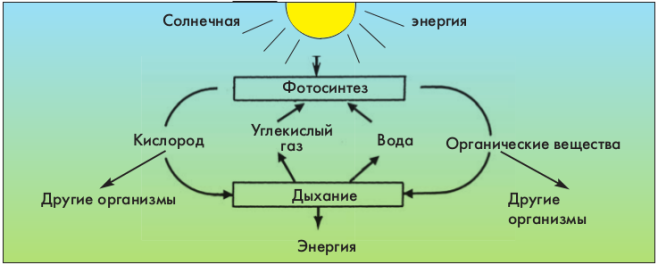 Солнечная энергия
Фотосинтез
Углекислый
газ
Кислород
Вода
Органические вещества
Другие организмы
Дыхание
Другие
организмы
Энергия